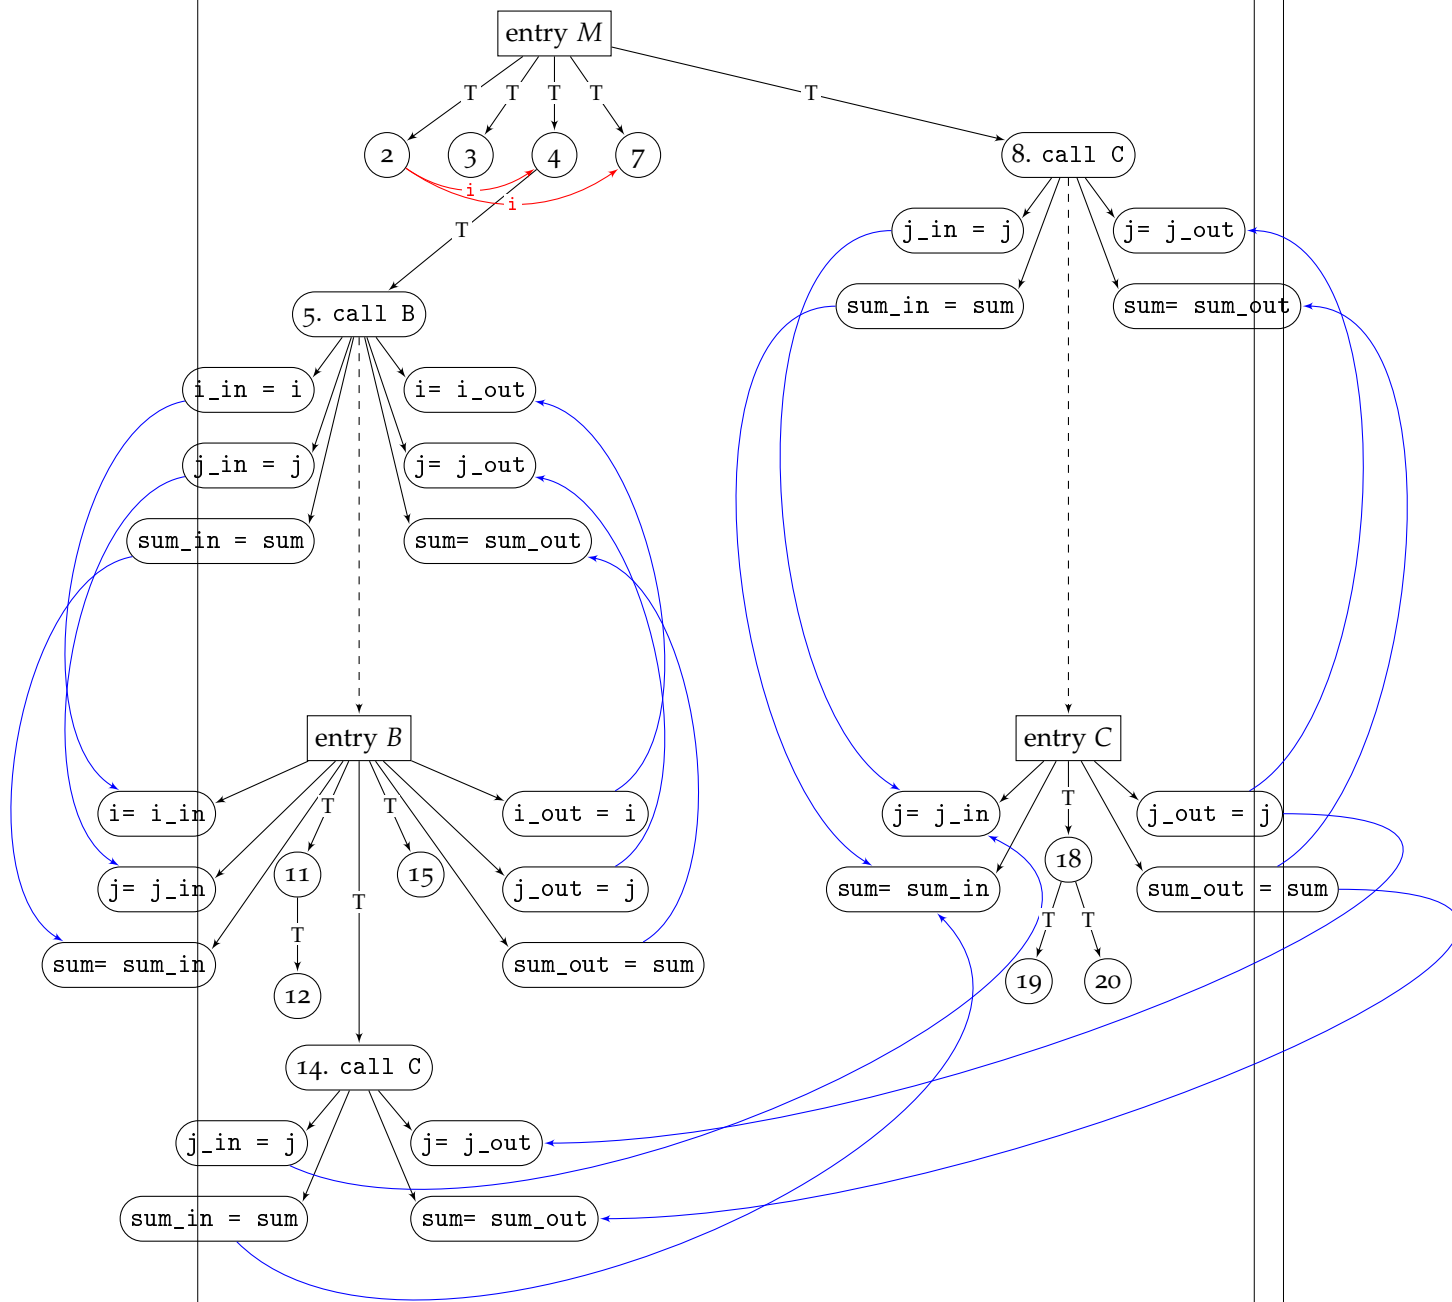 entry M
T T T T T
2 3 4 7 8. call C
i
i
T
j_in = j j= j_out
sum_in = sum sum= sum_out
5. call B
i_in = i i= i_out
j_in = j j= j_out
sum_in = sum sum= sum_out
entry B entry C
T T T
i= i_in i_out = i j= j_in j_out = j
11 15 18
j= j_in j_out = j sum= sum_in sum_out = sum
T
T T T
sum= sum_in sum_out = sum
12 19 20
14. call C
j_in = j j= j_out
sum_in = sum sum= sum_out